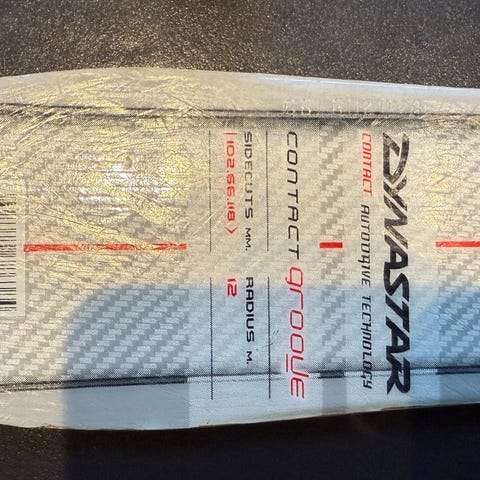 DYNASTAR
CONTACT AUTODRIVE TECHNOLOGY
CONTACT groove
SIDECUTS MM. RADIUS M.
|102.66.118> 12